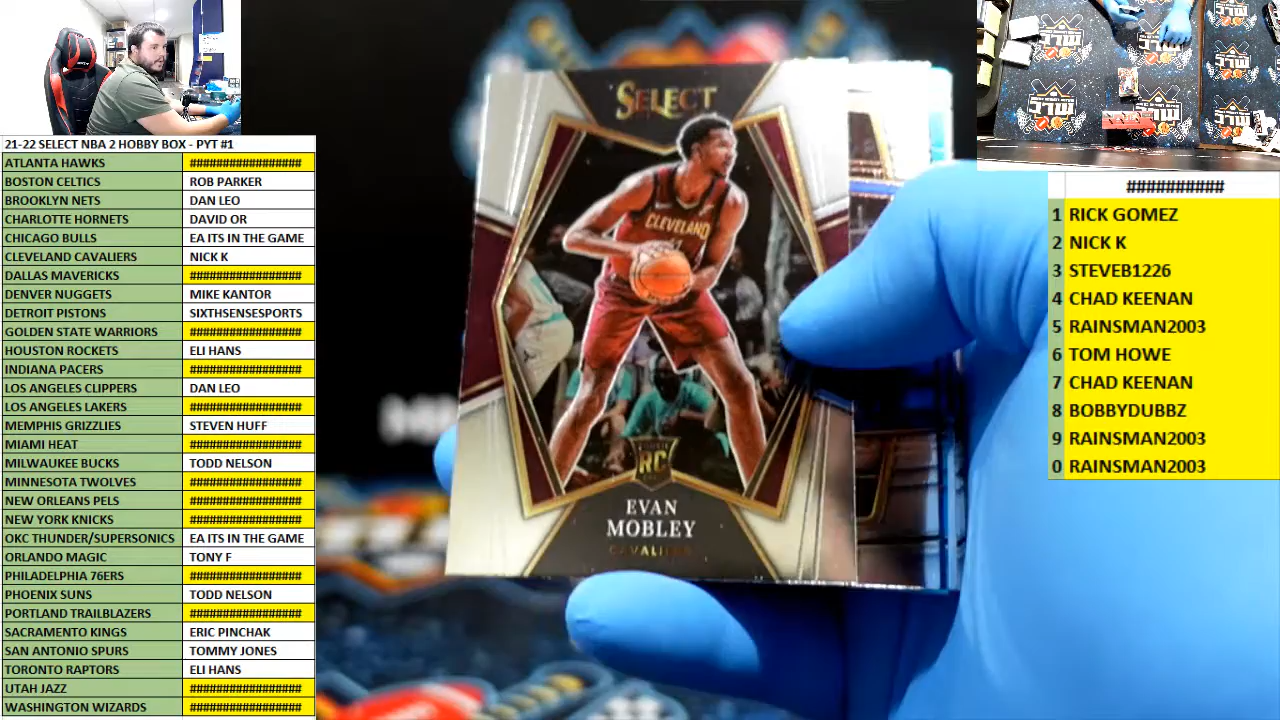 21-22 SELECT NBA 2 HOBBY BOX - PYT #1
ATLANTA HAWKS ################
BOSTON CELTICS ROB PARKER
BROOKLYN NETS DAN LEO
CHARLOTTE HORNETS DAVID OR
CHICAGO BULLS EA ITS IN THE GAME
CLEVELAND CAVALIERS NICK K
DALLAS MAVERICKS ################
DENVER NUGGETS MIKE KANTOR
DETROIT PISTONS SIXTHSENSESPORTS
GOLDEN STATE WARRIORS ################
HOUSTON ROCKETS ELI HANS
INDIANA PACERS ################
LOS ANGELES CLIPPERS DAN LEO
LOS ANGELES LAKERS ################
MEMPHIS GRIZZLIES STEVEN HUFF
MIAMI HEAT ################
MILWAUKEE BUCKS TODD NELSON
MINNESOTA TWOLVES ################
NEW ORLEANS PELS ################
NEW YORK KNICKS ################
OKC THUNDER/SUPERSONICS EA ITS IN THE GAME
ORLANDO MAGIC TONY F
PHILADELPHIA 76ERS ################
PHOENIX SUNS TODD NELSON
PORTLAND TRAILBLAZERS ################
SACRAMENTO KINGS ERIC PINCHAK
SAN ANTONIO SPURS TOMMY JONES
TORONTO RAPTORS ELI HANS
UTAH JAZZ ################
WASHINGTON WIZARDS ################
SELECT
CLEVELAND
RC
EVAN
MOBLEY
CAVALIERS
##########
1 RICK GOMEZ
2 NICK K
3 STEVEB1226
4 CHAD KEENAN
5 RAINSMAN2003
6 TOM HOWE
7 CHAD KEENAN
8 BOBBYDUBBZ
9 RAINSMAN2003
0 RAINSMAN2003